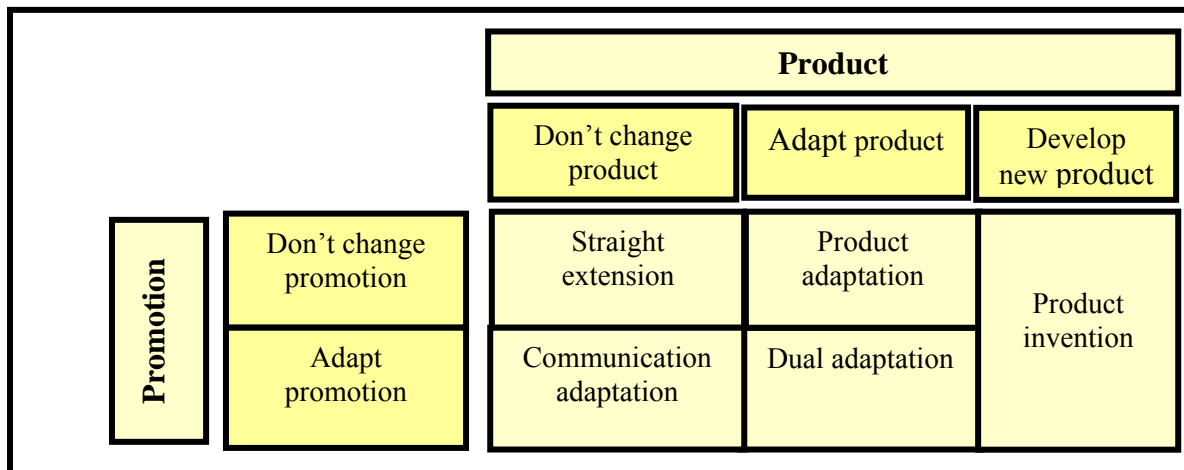 Product
Don’t change
product
Adapt product
Develop
new product
Promotion
Don’t change
promotion
Straight
extension
Product
adaptation
Product
invention
Adapt
promotion
Communication
adaptation
Dual adaptation